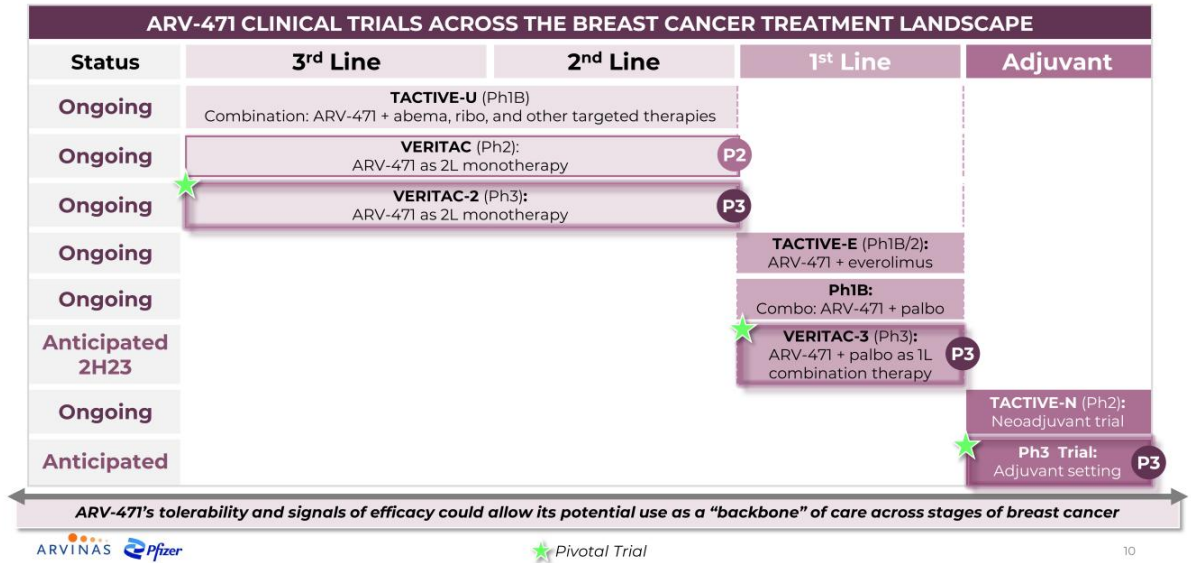 ARV-471 CLINICAL TRIALS ACROSS THE BREAST CANCER TREATMENT LANDSCAPE
Status
3rd Line
2nd Line
1st Line
Adjuvant
Ongoing
TACTIVE-U (Ph1B)
Combination: ARV-471 + abema, ribo, and other targeted therapies
Ongoing
VERITAC (Ph2):
ARV-471 as 2L monotherapy
P2
Ongoing
VERITAC-2 (Ph3):
ARV-471 as 2L monotherapy
P3
Ongoing
TACTIVE-E (Ph1B/2):
ARV-471 + everolimus
Ongoing
Ph1B:
Combo: ARV-471 + palbo
Anticipated
2H23
VERITAC-3 (Ph3):
ARV-471 + palbo as 1L
combination therapy
P3
Ongoing
TACTIVE-N (Ph2):
Neoadjuvant trial
Anticipated
Ph3 Trial:
Adjuvant setting
P3
ARV-471's tolerability and signals of efficacy could allow its potential use as a “backbone” of care across stages of breast cancer
ARVINAS
Pfizer
Pivotal Trial
10